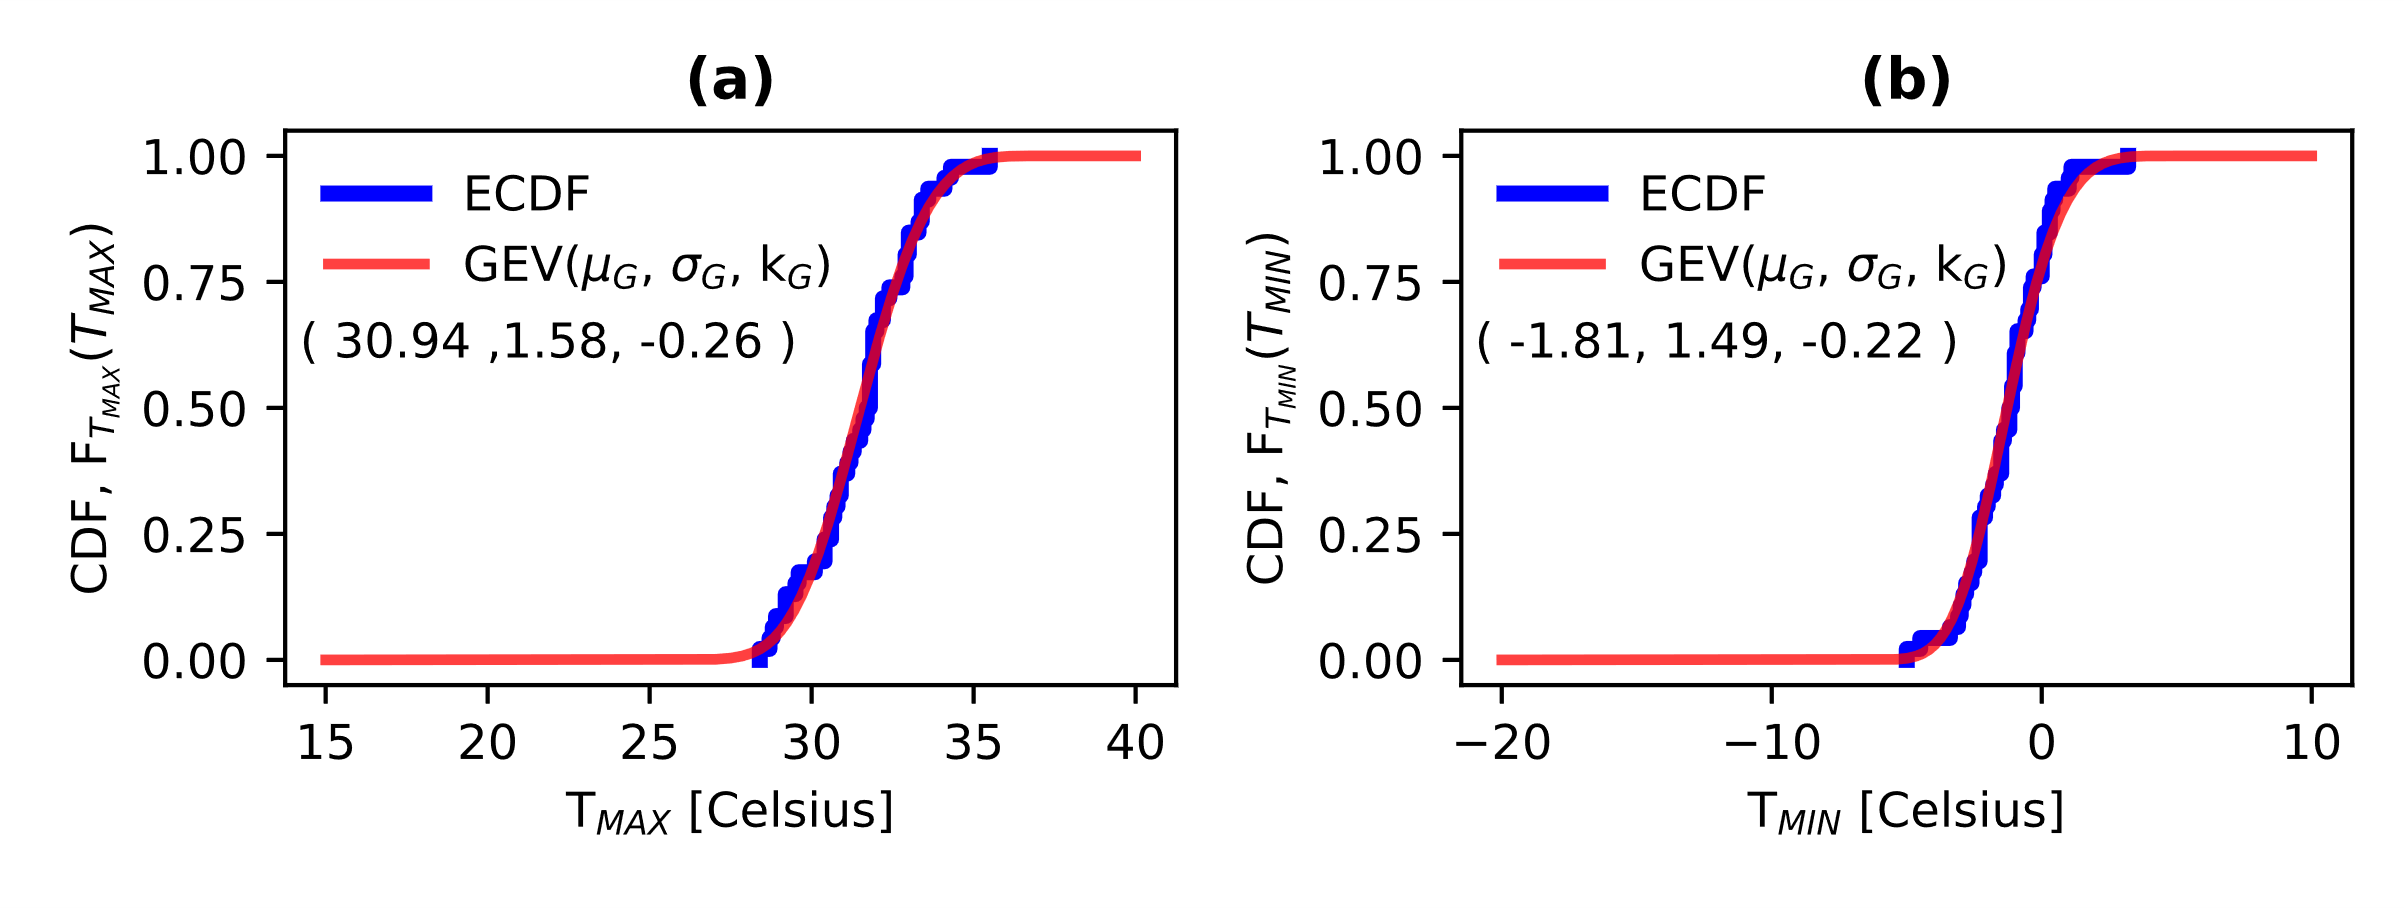 (a)
1.00
0.75
0.50
0.25
0.00
CDF, F_{T_{MAX}}(T_{MAX})
ECDF
GEV(μ_G, σ_G, k_G)
( 30.94 ,1.58, -0.26 )
15 20 25 30 35 40
T_{MAX} [Celsius]
(b)
1.00
0.75
0.50
0.25
0.00
CDF, F_{T_{MIN}}(T_{MIN})
ECDF
GEV(μ_G, σ_G, k_G)
( -1.81, 1.49, -0.22 )
−20 −10 0 10
T_{MIN} [Celsius]